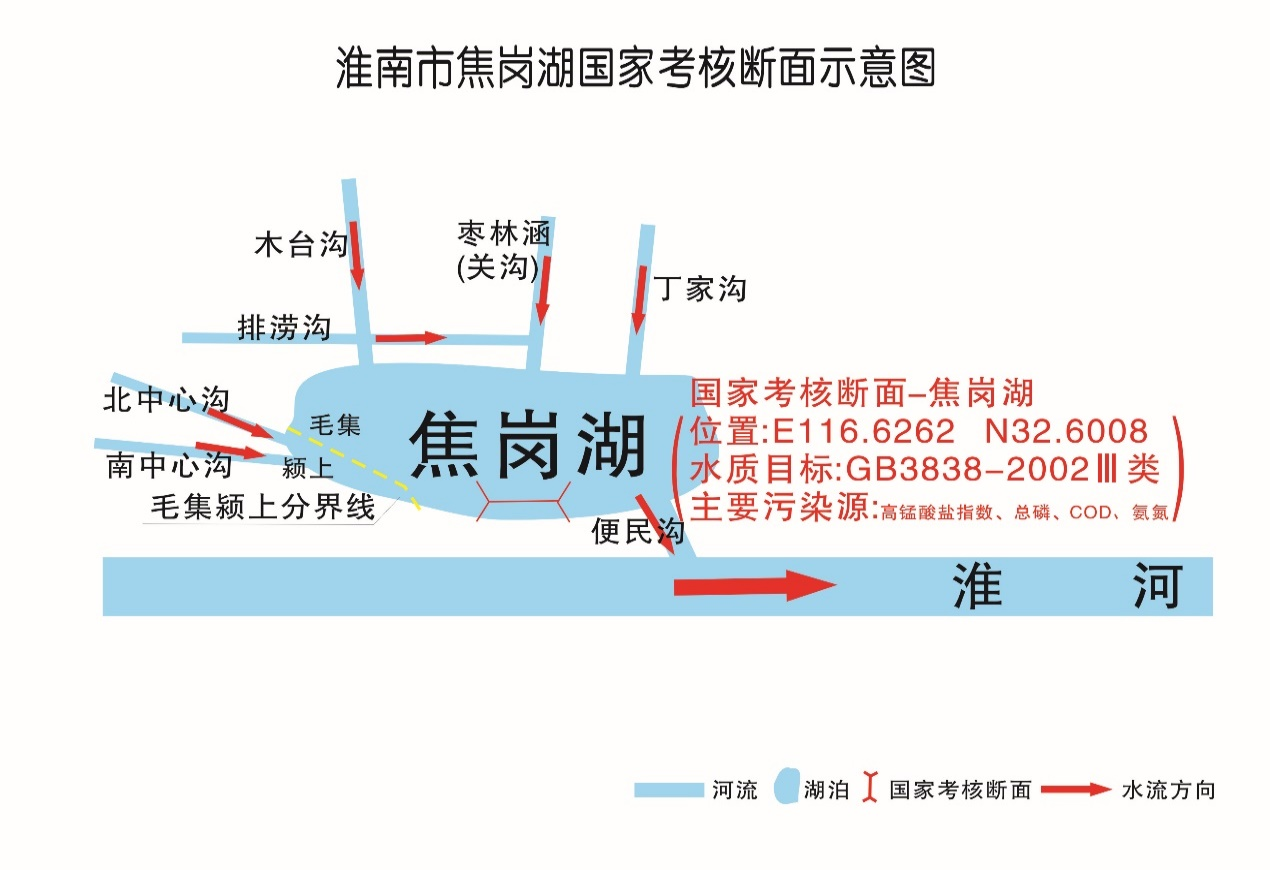 淮南市焦岗湖国家考核断面示意图
木台沟
枣林涵
(关沟)
丁家沟
排涝沟
北中心沟
南中心沟
毛集
颍上
毛集颍上分界线
焦岗湖
国家考核断面-焦岗湖
位置:E116.6262 N32.6008
水质目标:GB3838-2002Ⅲ类
主要污染源:高锰酸盐指数、总磷、COD、氨氮
便民沟
淮 河
河流 湖泊 国家考核断面 水流方向